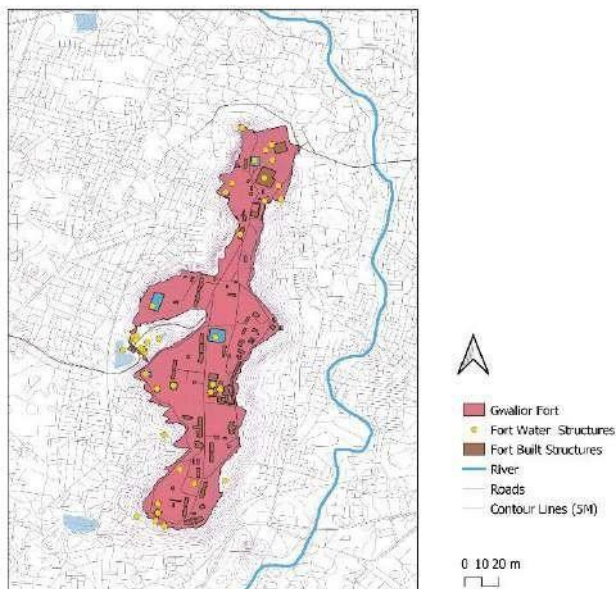 Gwalior Fort
Fort Water Structures
Fort Built Structures
River
Roads
Contour Lines (5M)
0 10 20 m